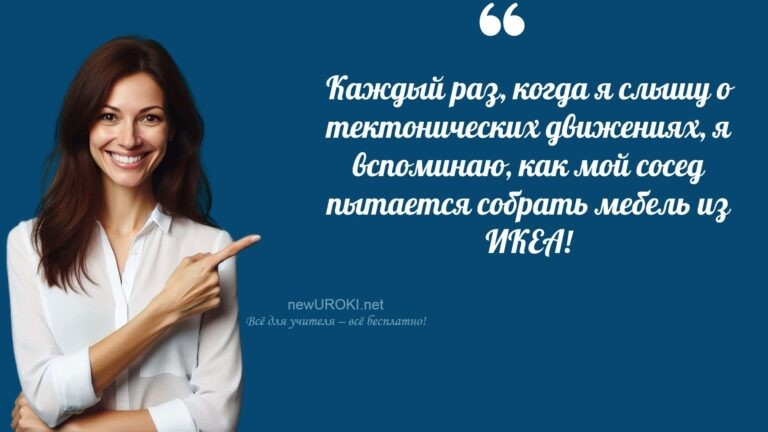 ❝
Каждый раз, когда я слышу о
тектонических движениях, я
вспоминаю, как мой сосед
пытается собрать мебель из
ИКЕА!
newUROKI.net
Всё для учителя – всё бесплатно!